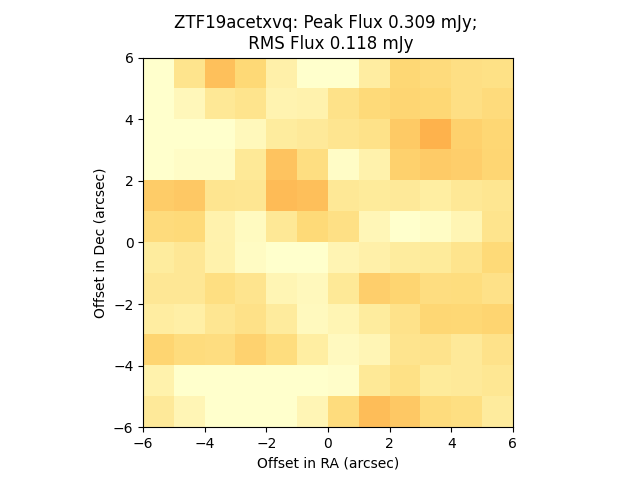 ZTF19acetxvq: Peak Flux 0.309 mJy;
RMS Flux 0.118 mJy
6
4
2
0
−2
−4
−6
Offset in Dec (arcsec)
−6 −4 −2 0 2 4 6
Offset in RA (arcsec)